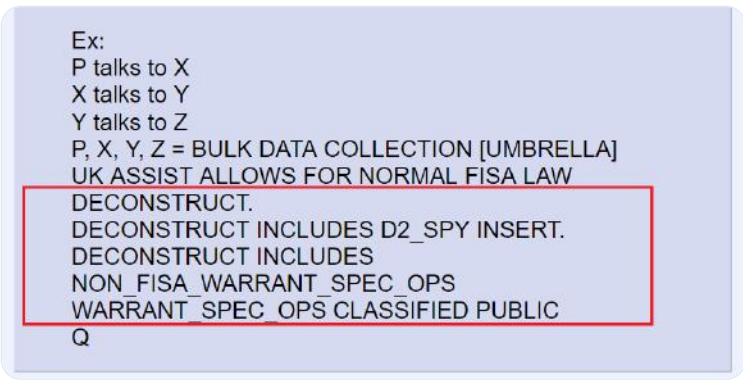 Ex:
P talks to X
X talks to Y
Y talks to Z
P, X, Y, Z = BULK DATA COLLECTION [UMBRELLA]
UK ASSIST ALLOWS FOR NORMAL FISA LAW
DECONSTRUCT.
DECONSTRUCT INCLUDES D2_SPY INSERT.
DECONSTRUCT INCLUDES
NON_FISA_WARRANT_SPEC_OPS
WARRANT_SPEC_OPS CLASSIFIED PUBLIC
Q